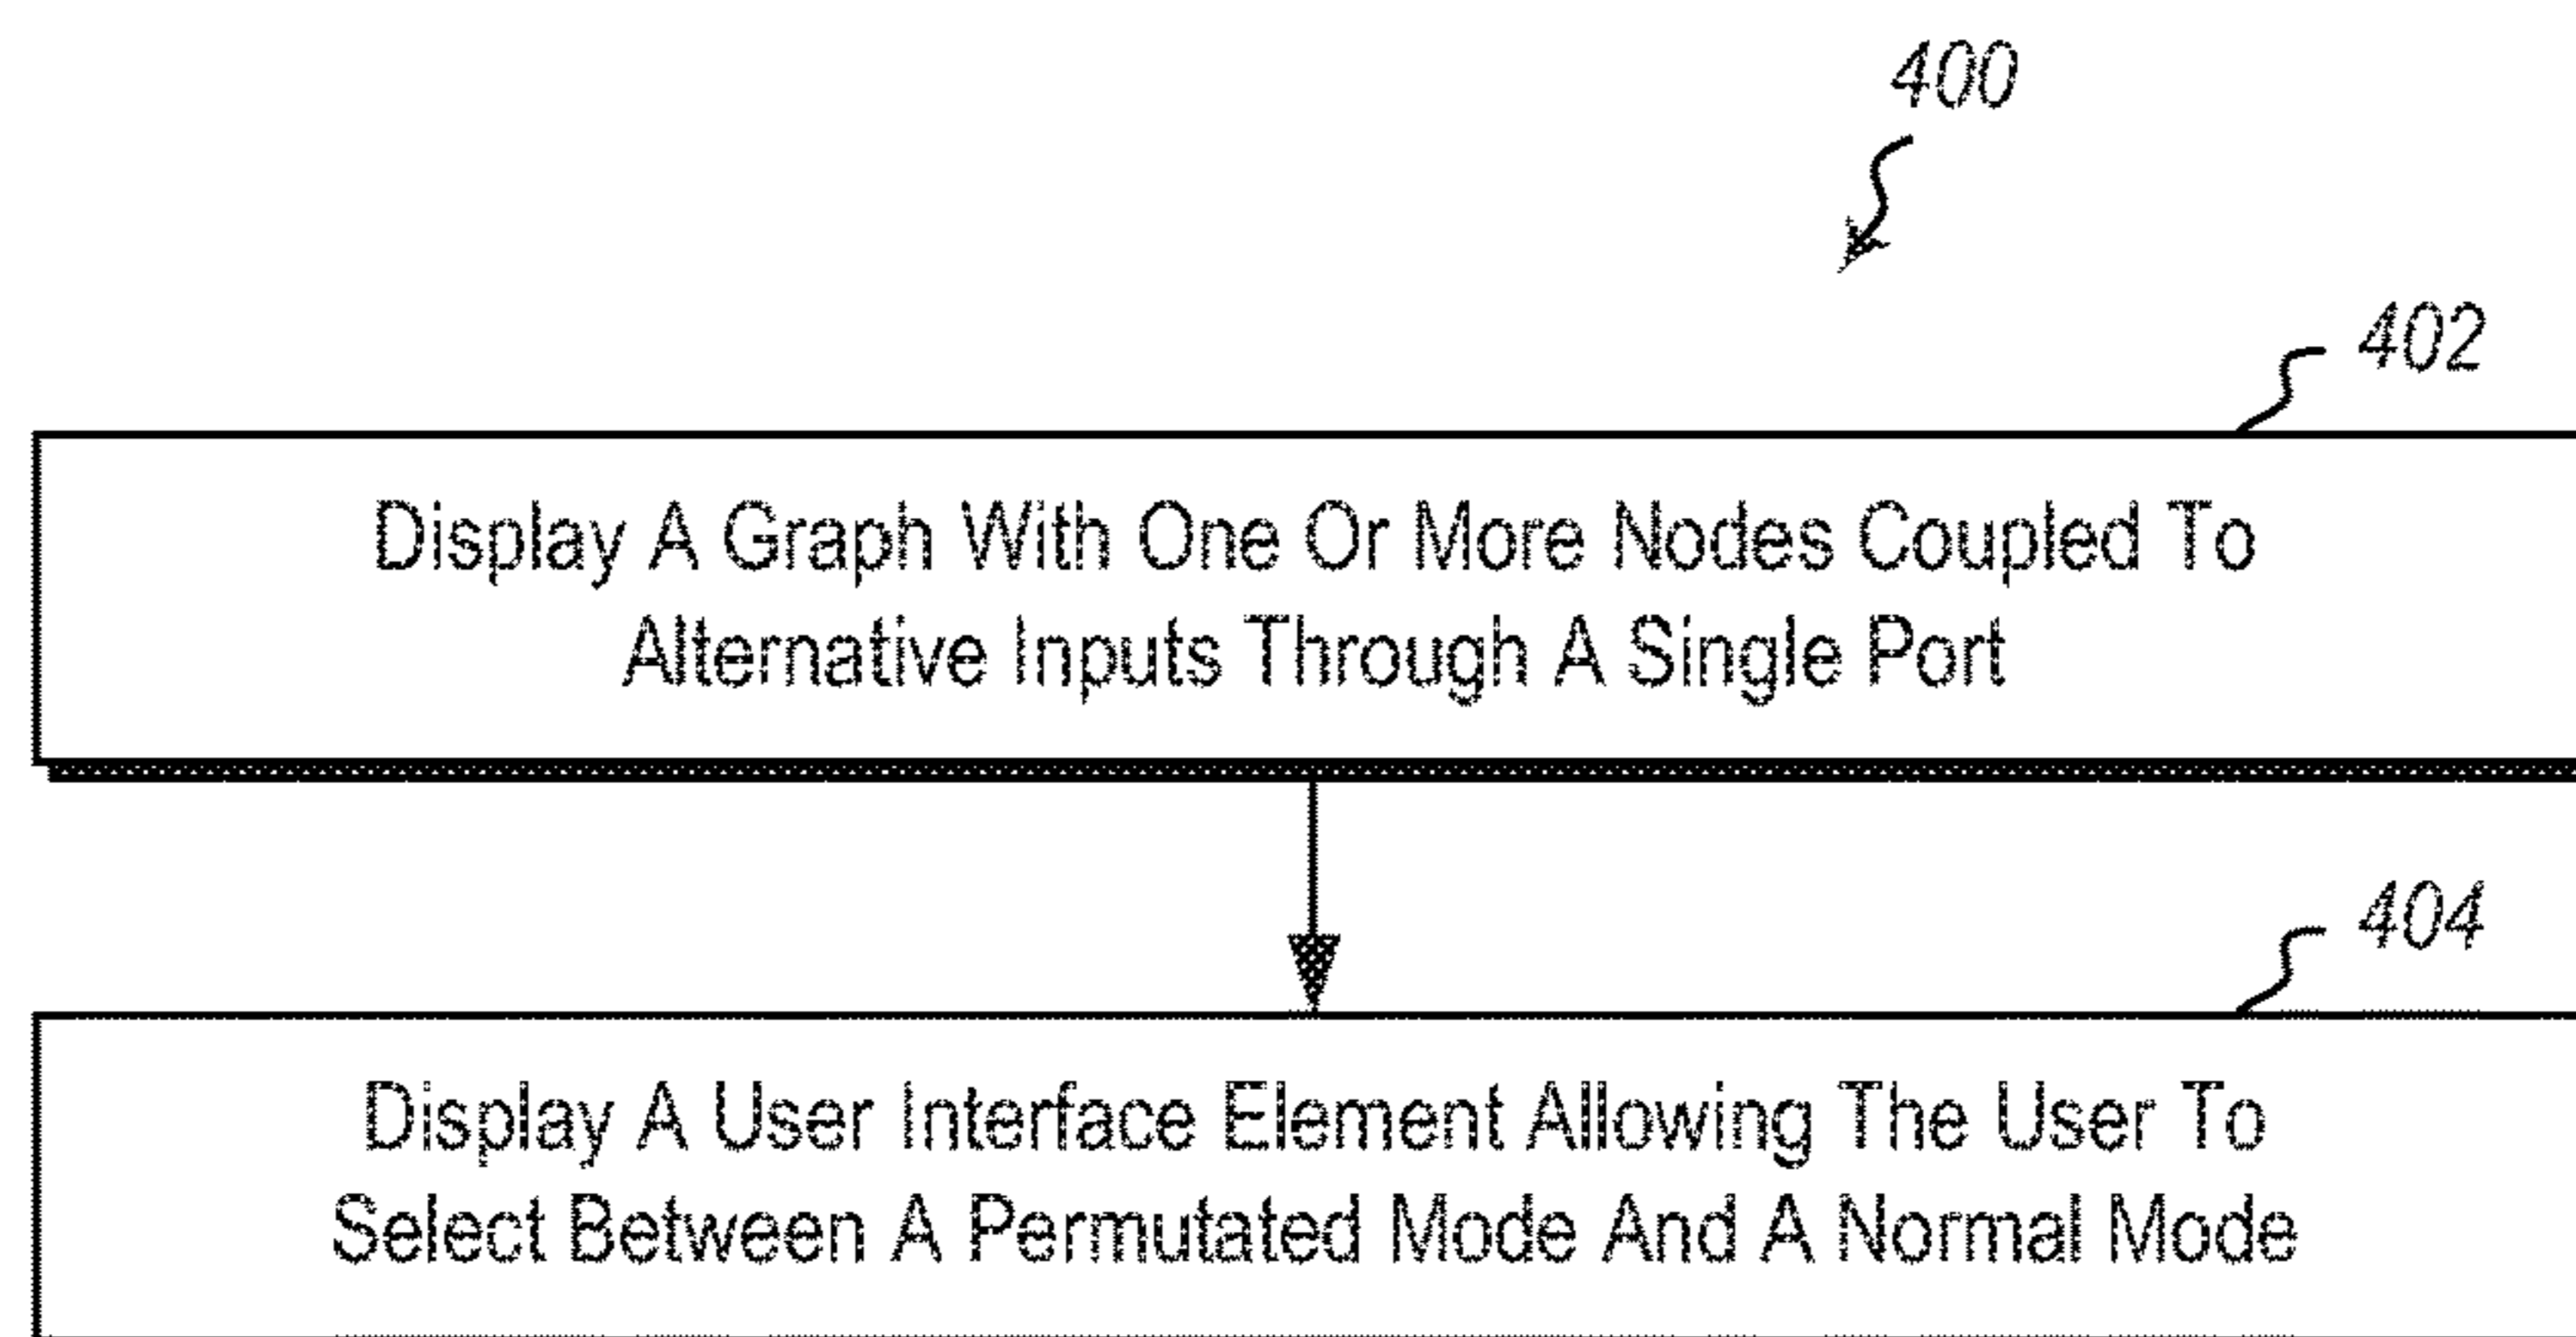 400
402
Display A Graph With One Or More Nodes Coupled To
Alternative Inputs Through A Single Port
404
Display A User Interface Element Allowing The User To
Select Between A Permutated Mode And A Normal Mode